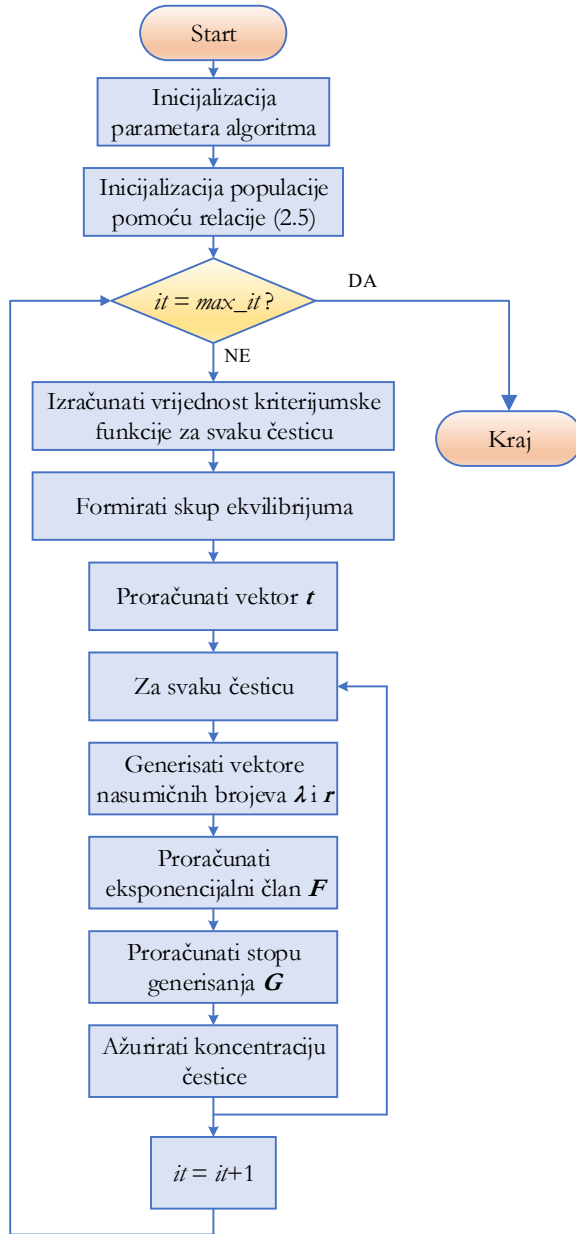 Start
Inicijalizacija
parametara algoritma
Inicijalizacija populacije
pomoću relacije (2.5)
it = max_it ?
DA
NE
Izračunati vrijednost kriterijumske
funkcije za svaku česticu
Kraj
Formirati skup ekvilibrijuma
Proračunati vektor t
Za svaku česticu
Generisati vektore
nasumičnih brojeva λ i r
Proračunati
eksponencijalni član F
Proračunati stopu
generisanja G
Ažurirati koncentraciju
čestice
it = it+1